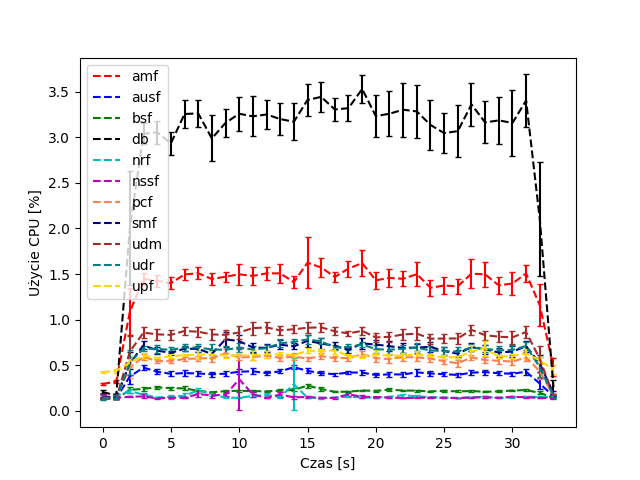 3.5
3.0
2.5
2.0
1.5
1.0
0.5
0.0
Użycie CPU [%]
amf
ausf
bsf
db
nrf
nssf
pcf
smf
udm
udr
upf
0 5 10 15 20 25 30
Czas [s]